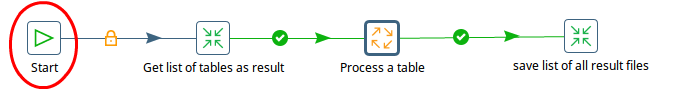 Start
Get list of tables as result
Process a table
save list of all result files